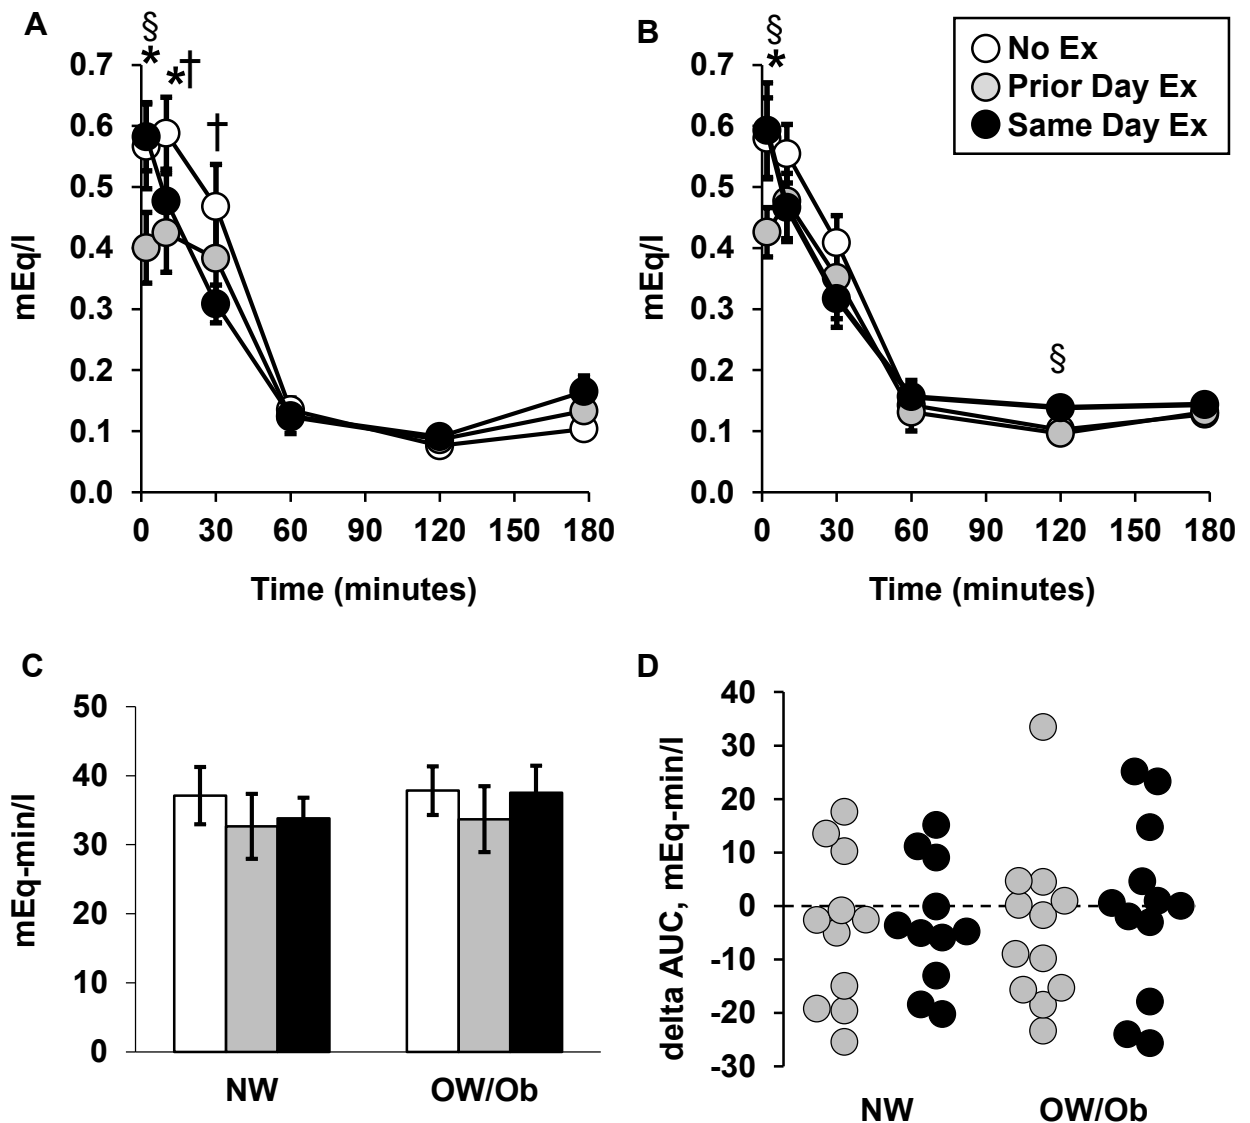 A
§
* *†
†
0.7
0.6
0.5
0.4
0.3
0.2
0.1
0.0
mEq/l
0 30 60 90 120 150 180
Time (minutes)
B
§
*
§
0.7
0.6
0.5
0.4
0.3
0.2
0.1
0.0
mEq/l
0 30 60 90 120 150 180
Time (minutes)
No Ex
Prior Day Ex
Same Day Ex
C
50
40
30
20
10
0
mEq-min/l
NW OW/Ob
D
40
30
20
10
0
-10
-20
-30
delta AUC, mEq-min/l
NW OW/Ob